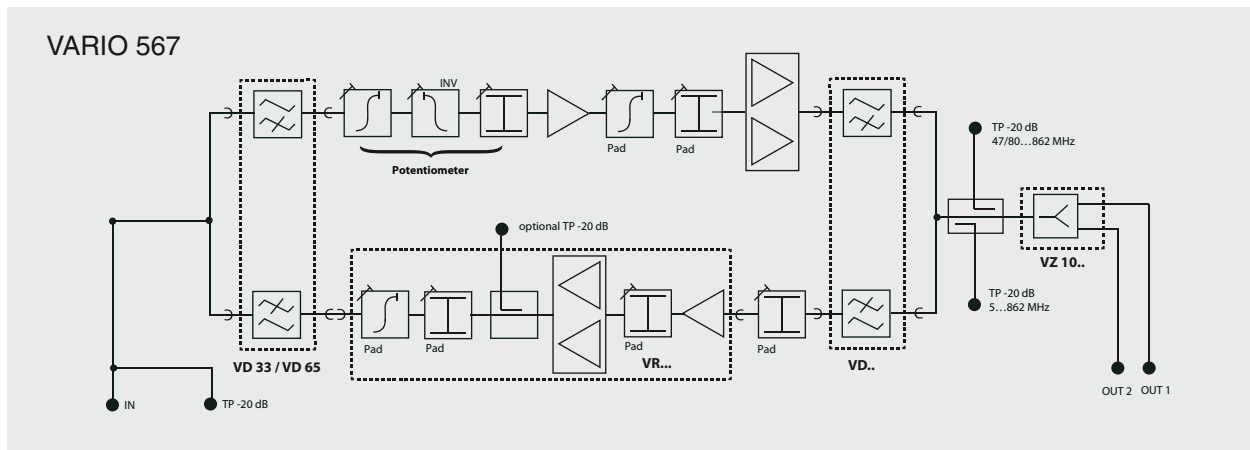 VARIO 567
INV
Pad
Pad
Potentiometer
TP -20 dB
47/80...862 MHz
optional TP -20 dB
VZ 10..
TP -20 dB
5...862 MHz
Pad
Pad
Pad
Pad
VR...
VD 33 / VD 65
VD..
OUT 2
OUT 1
IN
TP -20 dB